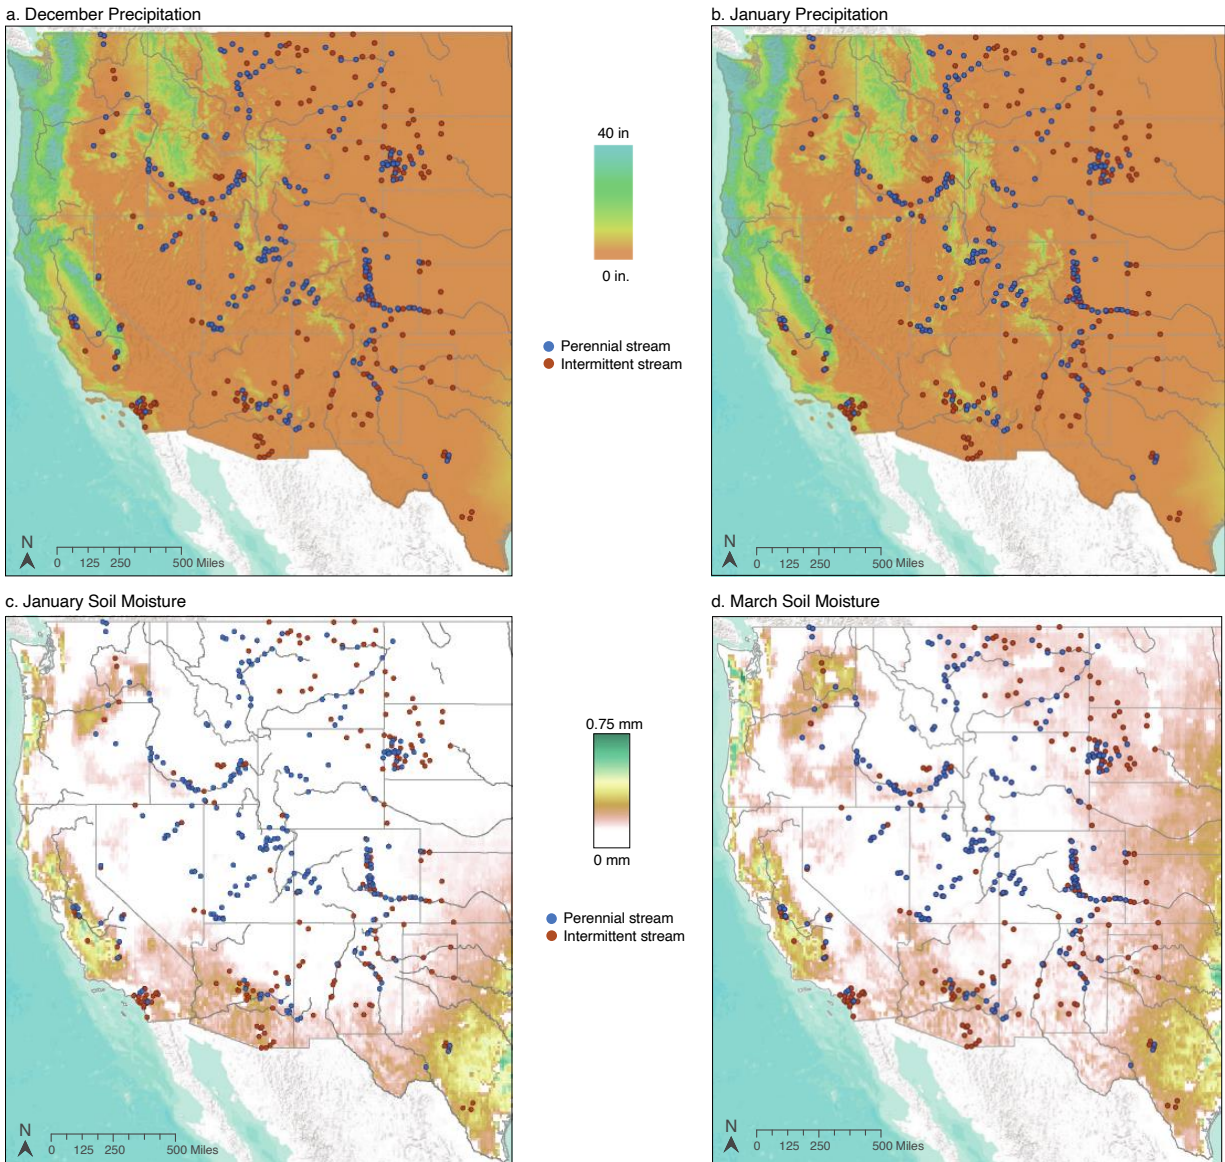 a. December Precipitation
b. January Precipitation
40 in
0 in.
Perennial stream
Intermittent stream
N
0 125 250 500 Miles
N
0 125 250 500 Miles
c. January Soil Moisture
d. March Soil Moisture
0.75 mm
0 mm
Perennial stream
Intermittent stream
N
0 125 250 500 Miles
N
0 125 250 500 Miles